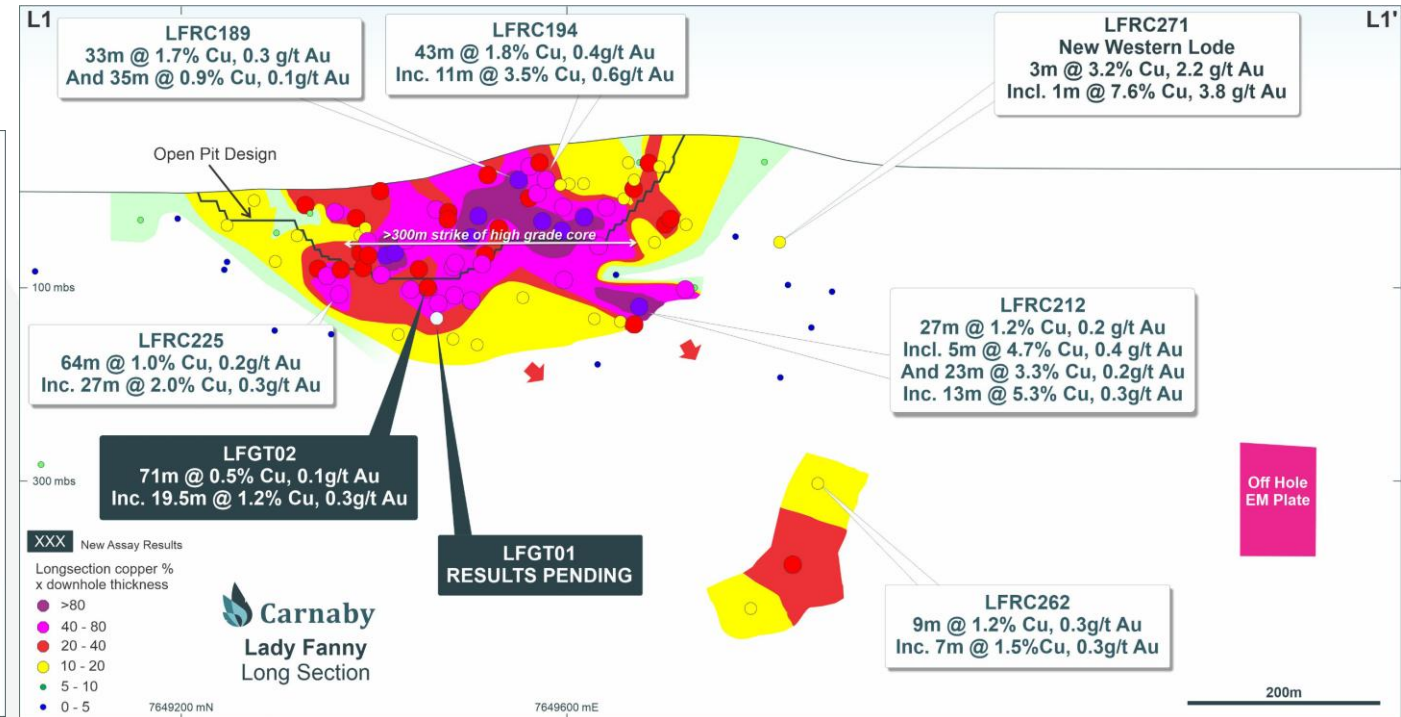 L1
L1'
LFRC189
33m @ 1.7% Cu, 0.3 g/t Au
And 35m @ 0.9% Cu, 0.1g/t Au
LFRC194
43m @ 1.8% Cu, 0.4g/t Au
Inc. 11m @ 3.5% Cu, 0.6g/t Au
LFRC271
New Western Lode
3m @ 3.2% Cu, 2.2 g/t Au
Incl. 1m @ 7.6% Cu, 3.8 g/t Au
Open Pit Design
>300m strike of high grade core
100 mbs
LFRC225
64m @ 1.0% Cu, 0.2g/t Au
Inc. 27m @ 2.0% Cu, 0.3g/t Au
LFRC212
27m @ 1.2% Cu, 0.2 g/t Au
Incl. 5m @ 4.7% Cu, 0.4 g/t Au
And 23m @ 3.3% Cu, 0.2g/t Au
Inc. 13m @ 5.3% Cu, 0.3g/t Au
LFGT02
71m @ 0.5% Cu, 0.1g/t Au
Inc. 19.5m @ 1.2% Cu, 0.3g/t Au
300 mbs
Off Hole
EM Plate
LFGT01
RESULTS PENDING
XXX New Assay Results
Longsection copper %
x downhole thickness
>80
40 - 80
20 - 40
10 - 20
5 - 10
0 - 5
Carnaby
Lady Fanny
Long Section
LFRC262
9m @ 1.2% Cu, 0.3g/t Au
Inc. 7m @ 1.5%Cu, 0.3g/t Au
7649200 mN
7649600 mE
200m